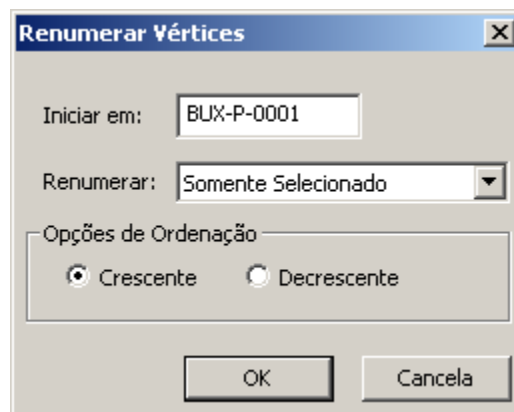 Renumerar Vértices
Iniciar em: BUX-P-0001
Renumerar: Somente Selecionado
Opções de Ordenação
Crescente Decrescente
OK Cancela